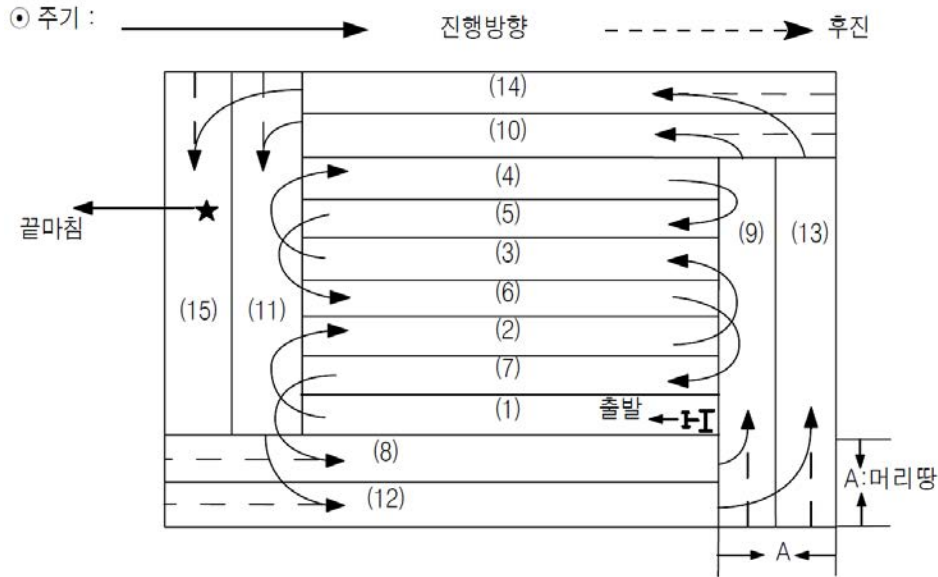 ⊙ 주기 : 진행방향 후진
(14)
(10)
(4)
(5)
(9) (13)
끝마침
(3)
(6)
(15) (11)
(2)
(7)
(1) 출발
(8)
A:머리땅
(12)
A